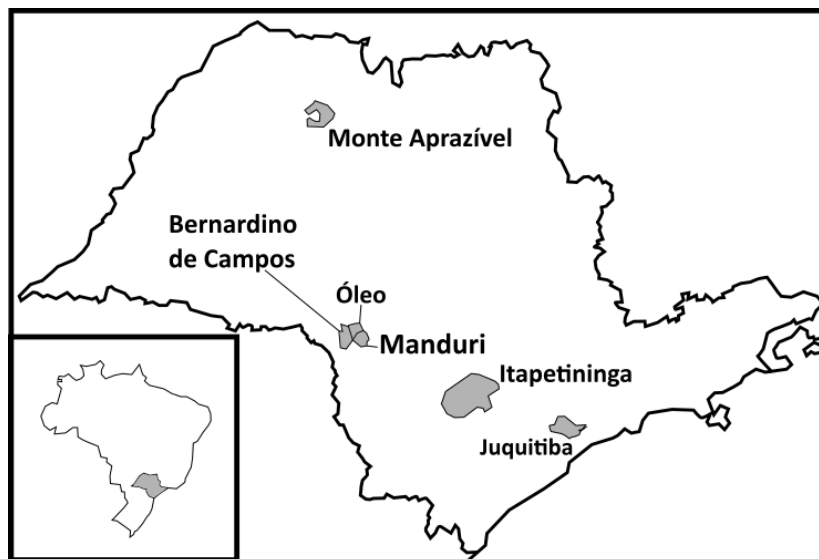 Monte Aprazível
Bernardino
de Campos
Óleo
Manduri
Itapetininga
Juquitiba